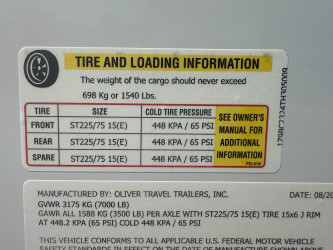 TIRE AND LOADING INFORMATION
The weight of the cargo should never exceed
698 Kg or 1540 Lbs.
TIRE SIZE COLD TIRE PRESSURE
FRONT ST225/75 15(E) 448 KPA / 65 PSI
REAR ST225/75 15(E) 448 KPA / 65 PSI
SPARE ST225/75 15(E) 448 KPA / 65 PSI
SEE OWNER'S
MANUAL FOR
ADDITIONAL
INFORMATION
MANUFACTURED BY: OLIVER TRAVEL TRAILERS, INC. DATE: 08/20
GVWR 3175 KG (7000 LB)
GAWR ALL 1588 KG (3500 LB) PER AXLE WITH ST225/75 15(E) TIRE 15x6 J RIM
AT 448.2 KPA (65 PSI) COLD 448 KPA (65 PSI)
THIS VEHICLE CONFORMS TO ALL APPLICABLE U.S. FEDERAL MOTOR VEHICLE